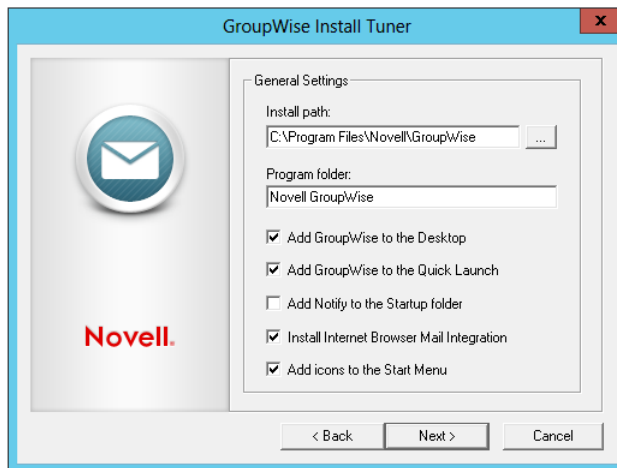 GroupWise Install Tuner
x
General Settings
Install path:
C:\Program Files\Novell\GroupWise
...
Program folder:
Novell GroupWise
Add GroupWise to the Desktop
Add GroupWise to the Quick Launch
Add Notify to the Startup folder
Install Internet Browser Mail Integration
Add icons to the Start Menu
Novell.
< Back
Next >
Cancel